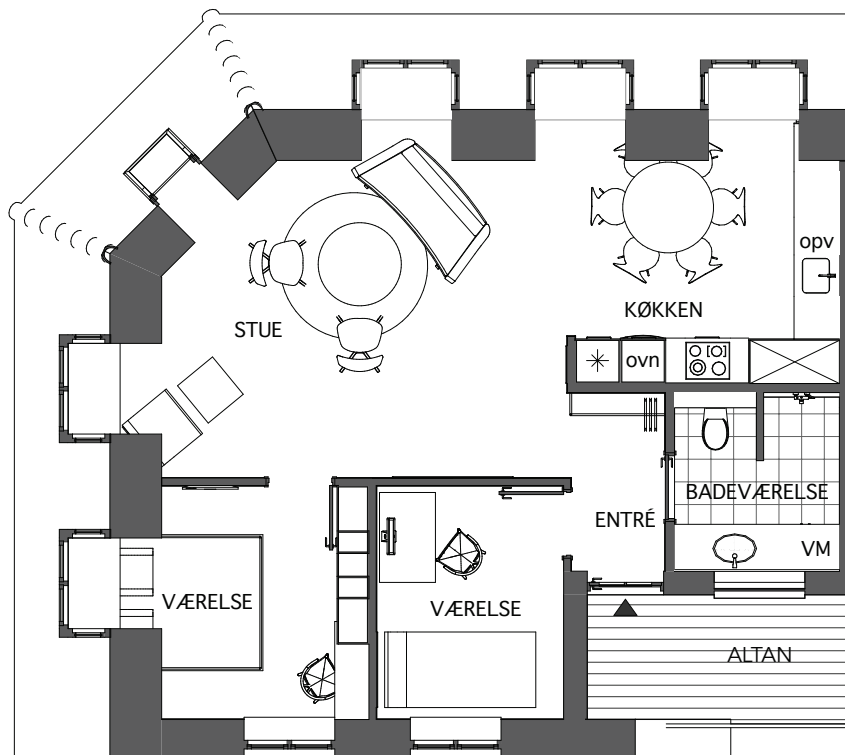 opv
KØKKEN
STUE
ovn
BADEVÆRELSE
ENTRÉ
VM
VÆRELSE
VÆRELSE
ALTAN